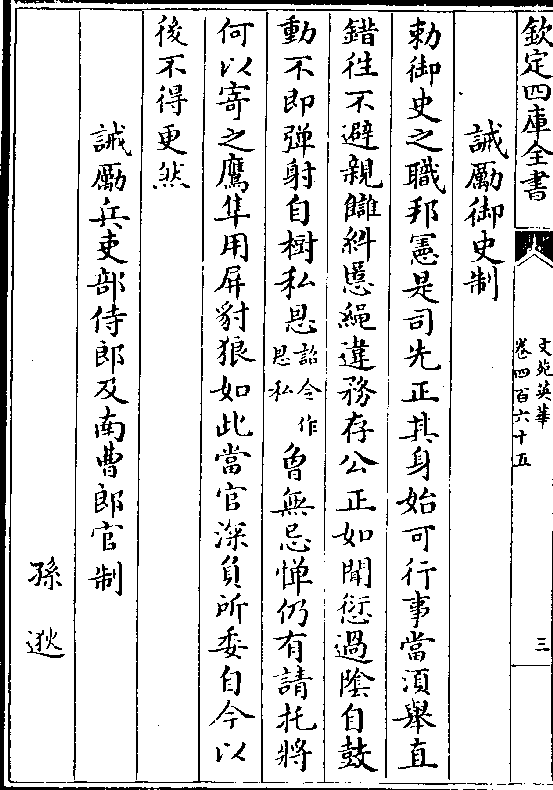 欽定四庫全書
文苑英華
卷四百六十五
三
誡勵御史制
勅御史之職邦憲是司先正其身始可行事當須舉直
錯徃不避親讎糾慝繩違務存公正如聞愆過陰自鼓
動不即弾射自樹私恩詔令作恩私曾無忌憚仍有請托將
何以寄之鷹隼用屏豺狼如此當官深負所委自今以
後不得更然
誡勵兵吏部侍郎及南曹郎官制
孫逖